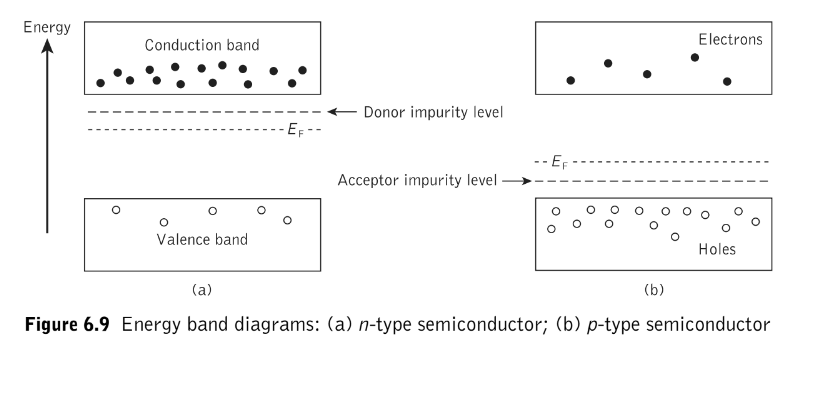 Energy
Conduction band
Electrons
Donor impurity level
E_F
E_F
Acceptor impurity level
Valence band
Holes
(a)
(b)
Figure 6.9 Energy band diagrams: (a) n-type semiconductor; (b) p-type semiconductor